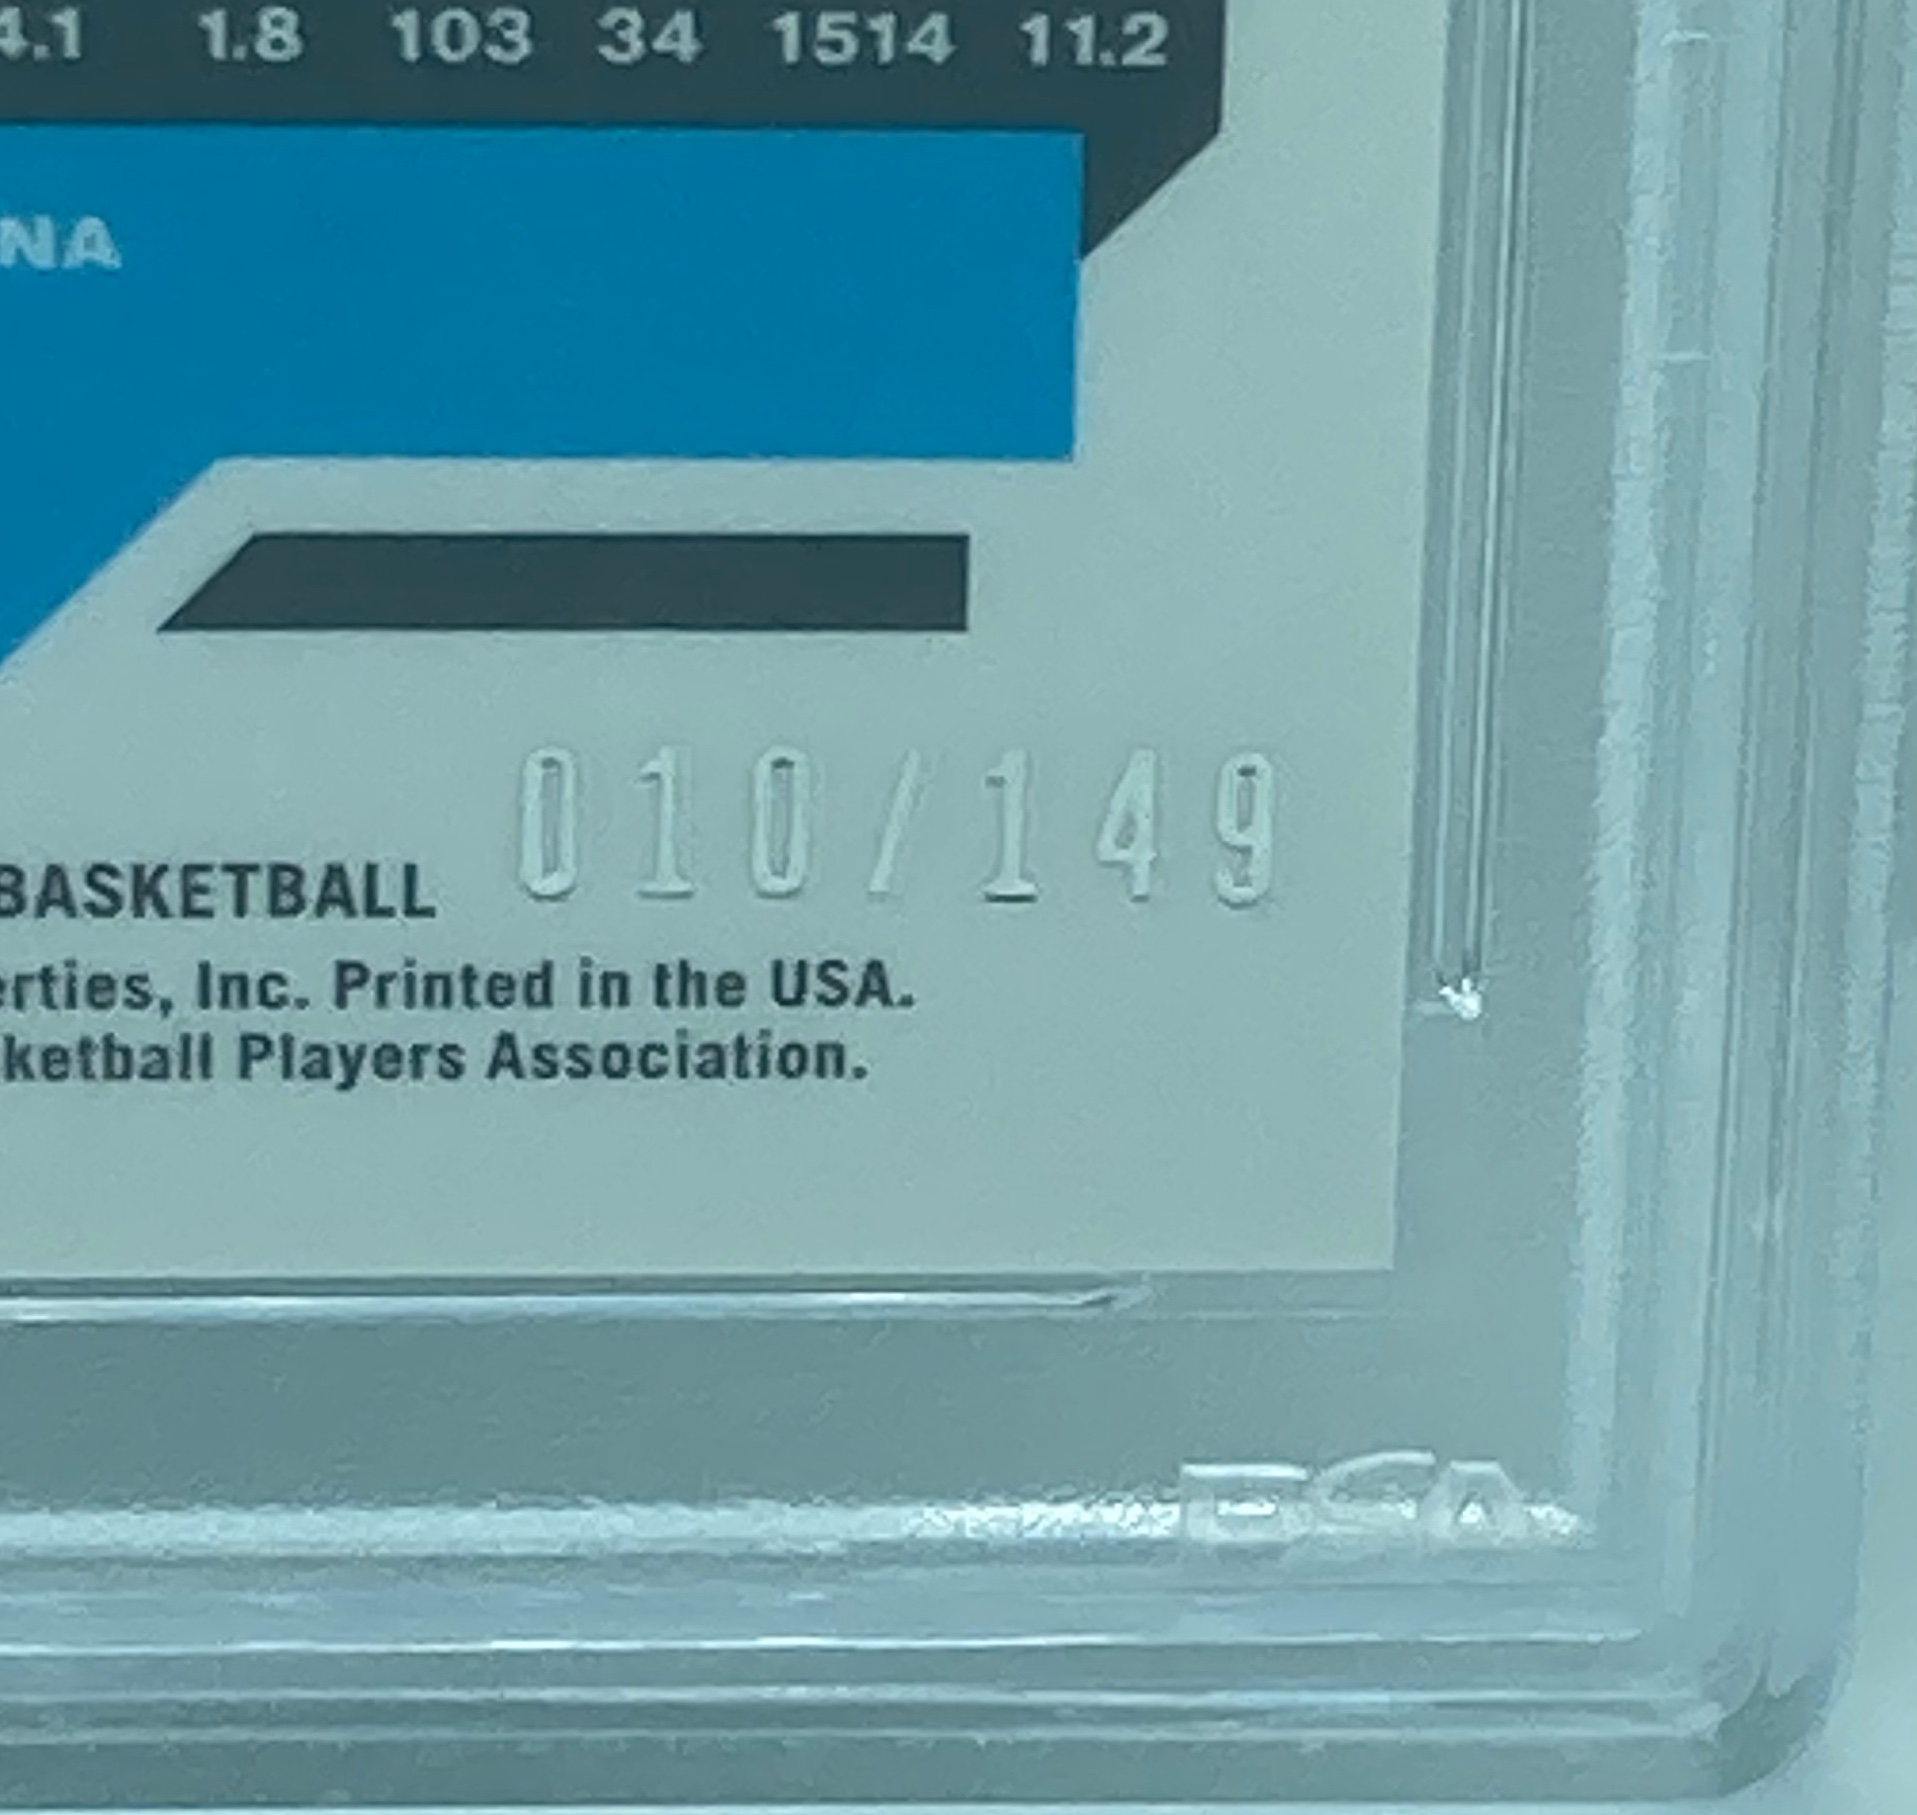 4.1 1.8 103 34 1514 11.2
NA
010/149
BASKETBALL
erties, Inc. Printed in the USA.
ketball Players Association.
PSA